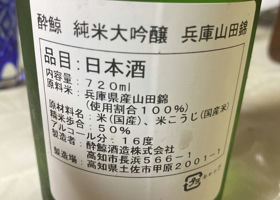 酔鯨 純米大吟醸 兵庫山田錦
品目:日本酒
内容量:720ml
原料米:兵庫県産山田錦
(使用割合100%)
原材料名:米(国産)、米こうじ(国産米)
精米歩合:50%
アルコール分:16度
製造者:酔鯨酒造株式会社
高知市長浜566-1
製造場:高知県土佐市甲原2001-1